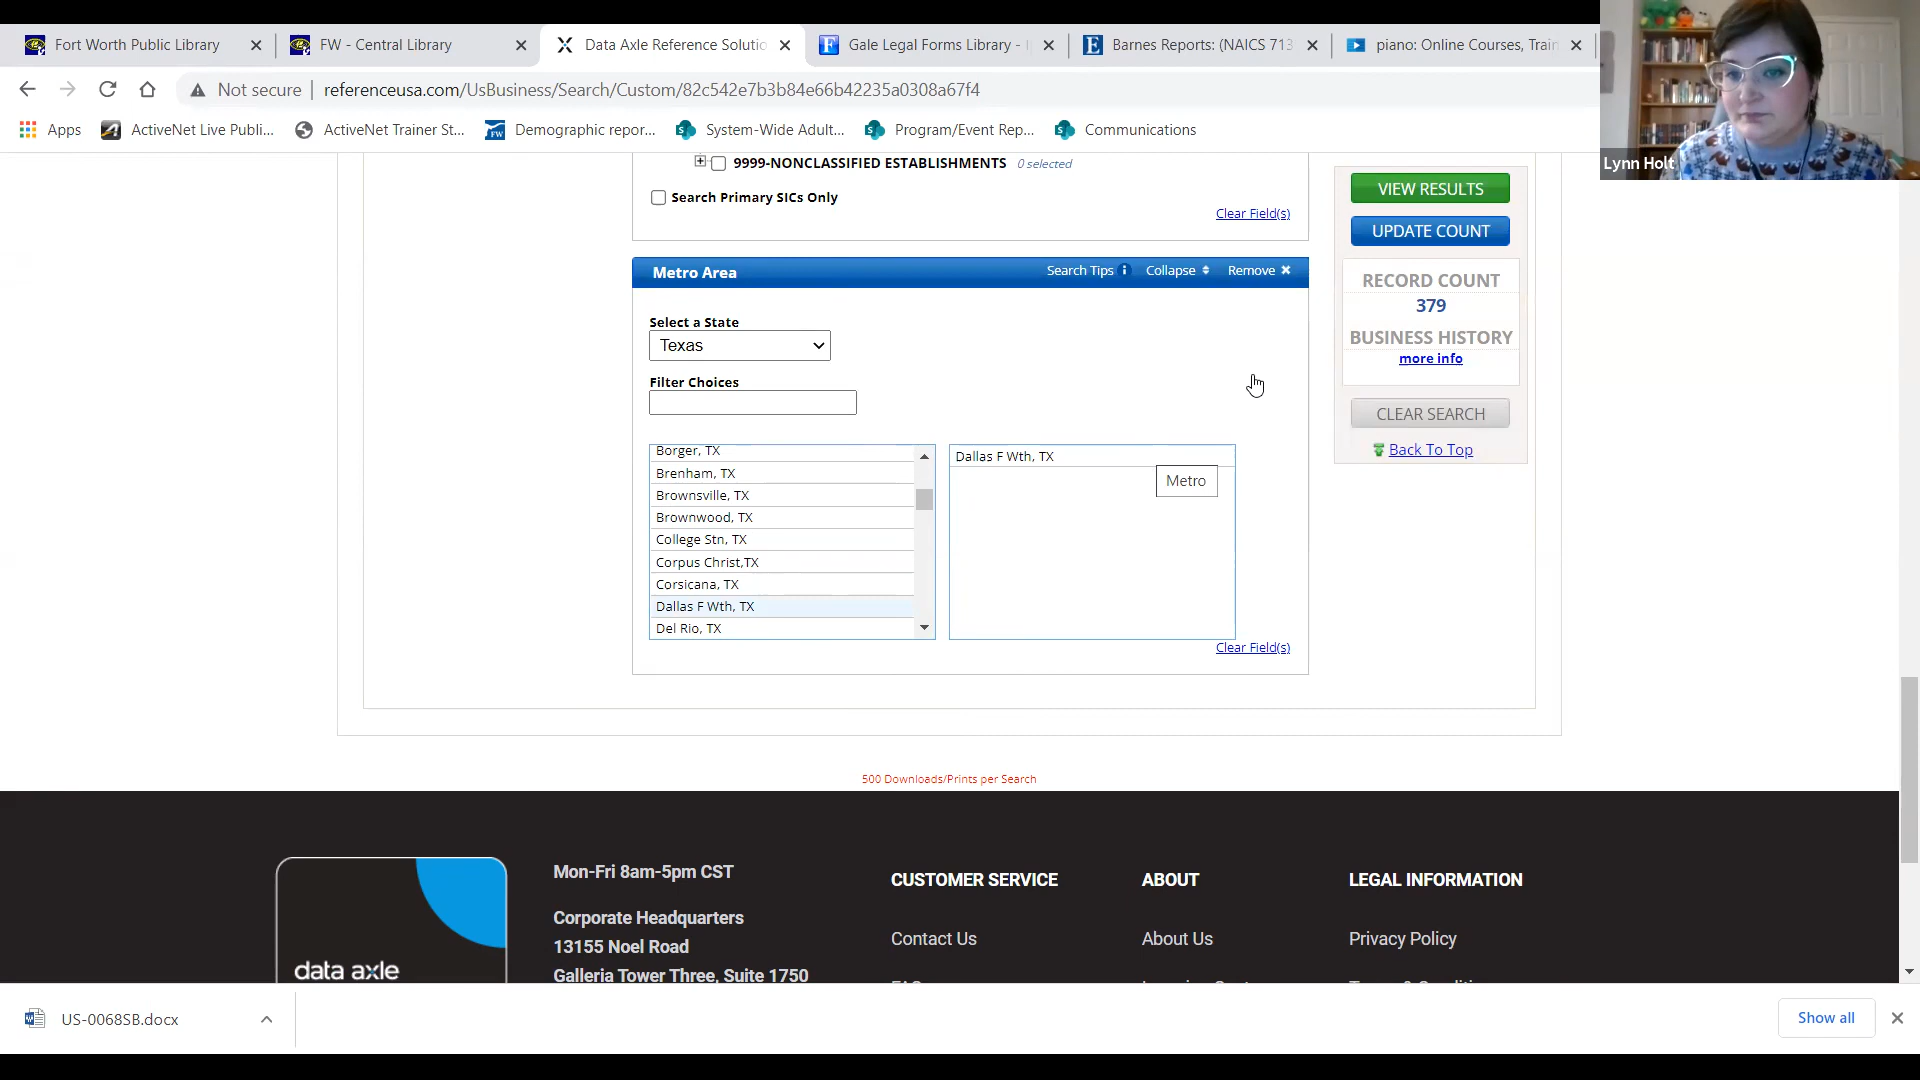 Fort Worth Public Library
FW - Central Library
Data Axle Reference Solutio
Gale Legal Forms Library -
Barnes Reports: (NAICS 713
piano: Online Courses, Train
Not secure
referenceusa.com/UsBusiness/Search/Custom/82c542e7b3b84e66b42235a0308a67f4
Apps
ActiveNet Live Publi...
ActiveNet Trainer St...
Demographic repor...
System-Wide Adult...
Program/Event Rep...
Communications
Lynn Holt
9999-NONCLASSIFIED ESTABLISHMENTS 0 selected
Search Primary SICs Only
Clear Field(s)
VIEW RESULTS
UPDATE COUNT
RECORD COUNT
379
BUSINESS HISTORY
more info
CLEAR SEARCH
Back To Top
Metro Area
Search Tips
Collapse
Remove
Select a State
Texas
Filter Choices
Borger, TX
Brenham, TX
Brownsville, TX
Brownwood, TX
College Stn, TX
Corpus Christ,TX
Corsicana, TX
Dallas F Wth, TX
Del Rio, TX
Dallas F Wth, TX
Metro
Clear Field(s)
500 Downloads/Prints per Search
data axle
Mon-Fri 8am-5pm CST
Corporate Headquarters
13155 Noel Road
Galleria Tower Three, Suite 1750
CUSTOMER SERVICE
Contact Us
ABOUT
About Us
LEGAL INFORMATION
Privacy Policy
US-0068SB.docx
Show all